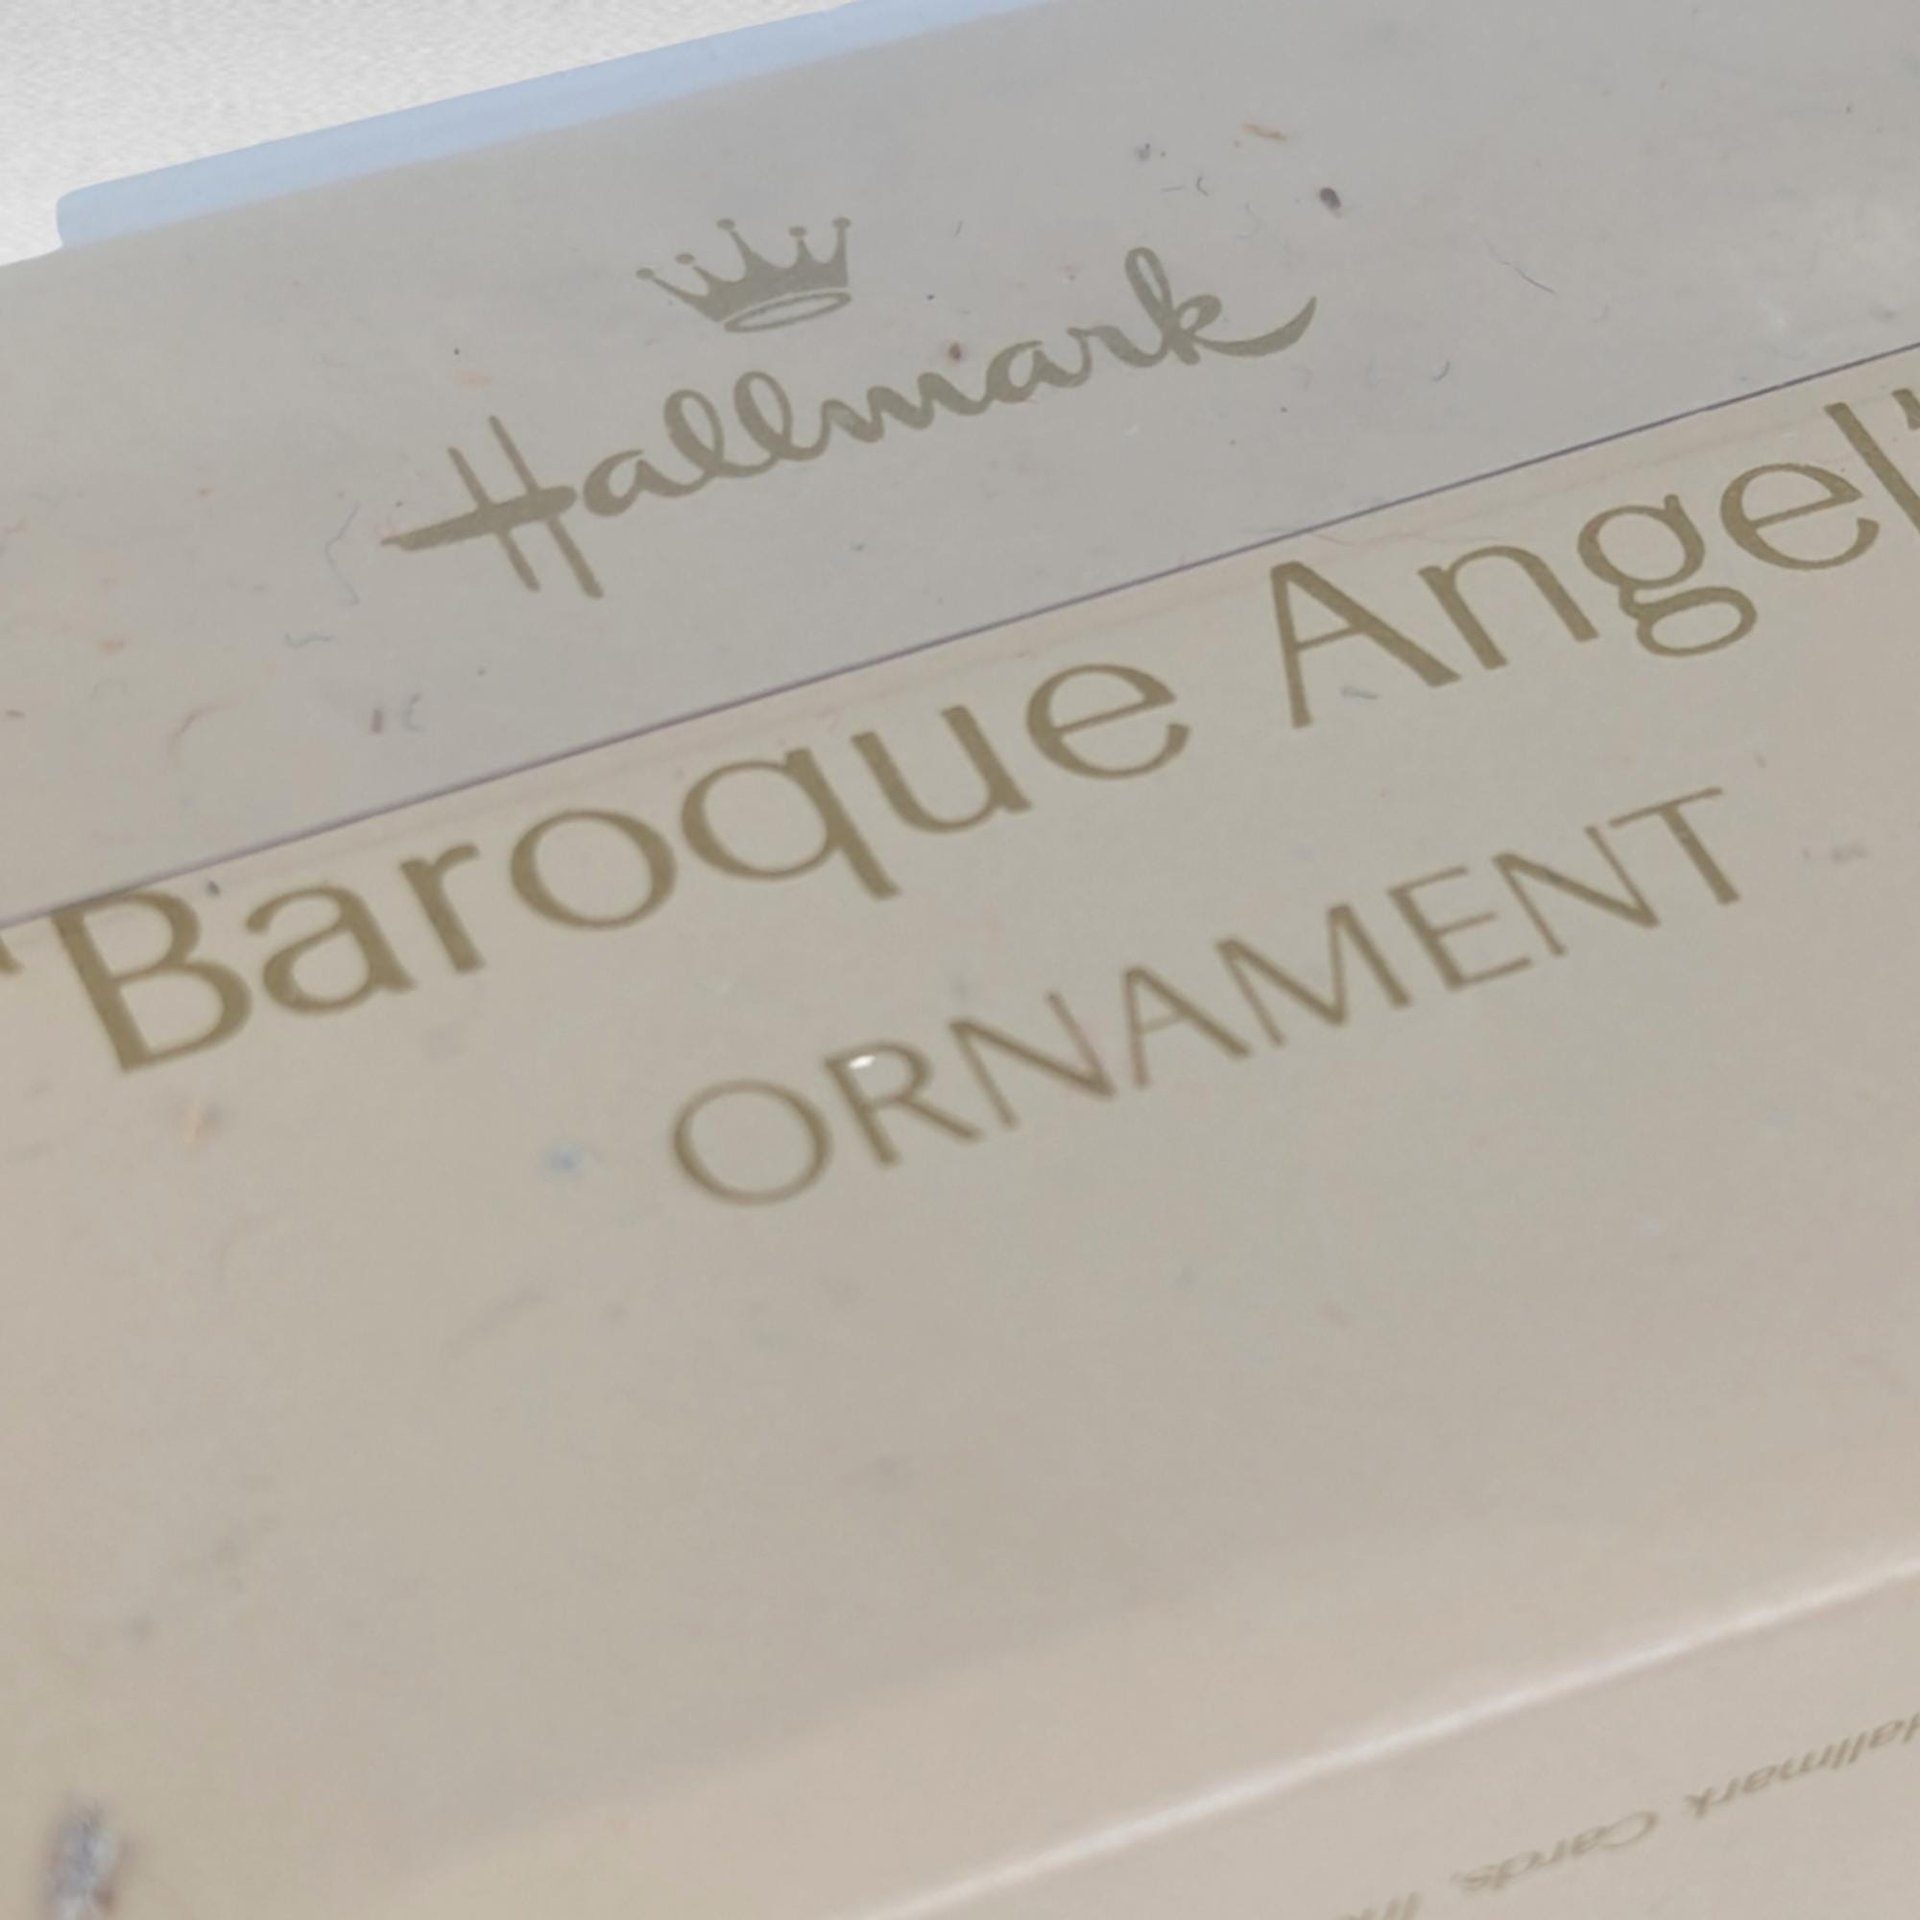 Hallmark
"Baroque Angel"
ORNAMENT
Hallmark Cards, Inc